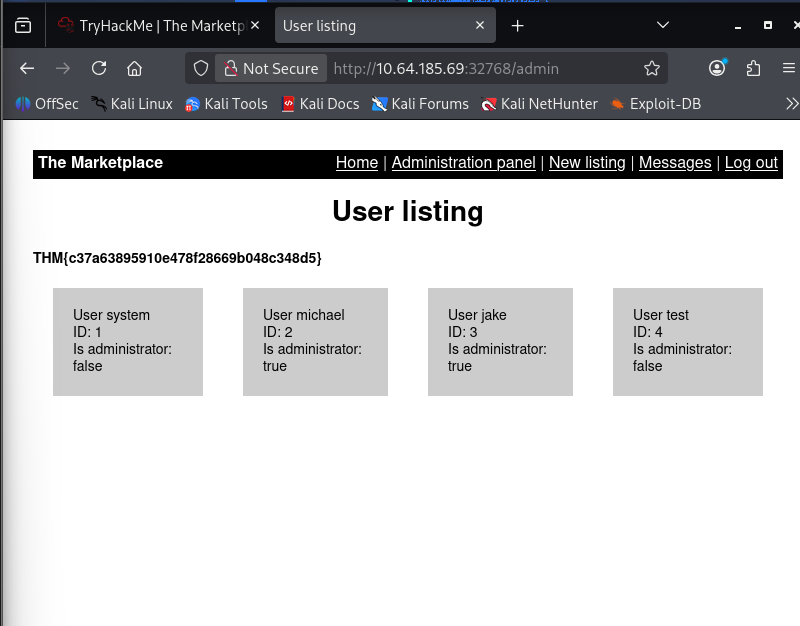 TryHackMe | The Marketp
User listing
Not Secure http://10.64.185.69:32768/admin
OffSec Kali Linux Kali Tools Kali Docs Kali Forums Kali NetHunter Exploit-DB
The Marketplace Home | Administration panel | New listing | Messages | Log out
User listing
THM{c37a63895910e478f28669b048c348d5}
User system
ID: 1
Is administrator:
false
User michael
ID: 2
Is administrator:
true
User jake
ID: 3
Is administrator:
true
User test
ID: 4
Is administrator:
false